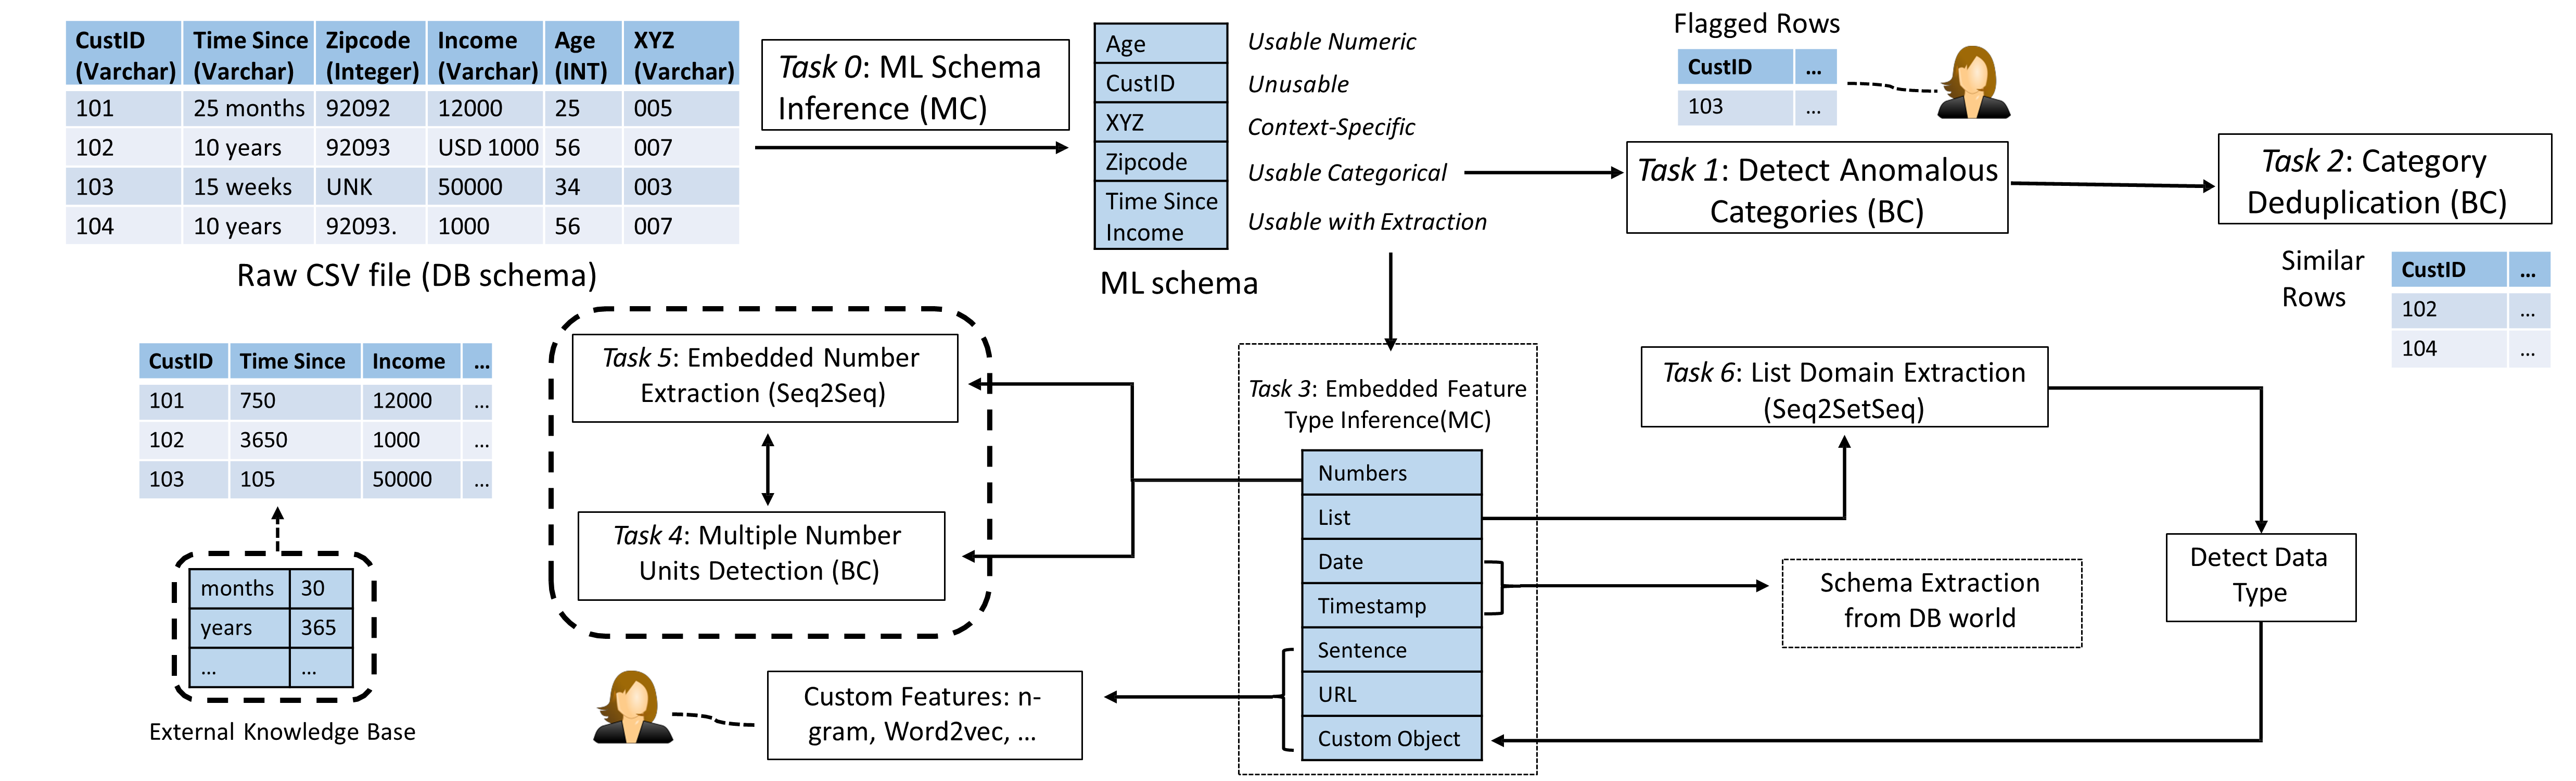 CustID (Varchar) Time Since (Varchar) Zipcode (Integer) Income (Varchar) Age (INT) XYZ (Varchar)
101 25 months 92092 12000 25 005
102 10 years 92093 USD 1000 56 007
103 15 weeks UNK 50000 34 003
104 10 years 92093. 1000 56 007
Raw CSV file (DB schema)
Task 0: ML Schema
Inference (MC)
Age Usable Numeric
CustID Unusable
XYZ Context-Specific
Zipcode Usable Categorical
Time Since
Income
Usable with Extraction
ML schema
Flagged Rows
CustID ...
103 ...
Task 1: Detect Anomalous
Categories (BC)
Task 2: Category
Deduplication (BC)
Similar
Rows
CustID ...
102 ...
104 ...
CustID Time Since Income ...
101 750 12000 ...
102 3650 1000 ...
103 105 50000 ...
months 30
years 365
... ...
External Knowledge Base
Task 5: Embedded Number
Extraction (Seq2Seq)
Task 4: Multiple Number
Units Detection (BC)
Custom Features: n-
gram, Word2vec, ...
Task 3: Embedded Feature
Type Inference(MC)
Numbers
List
Date
Timestamp
Sentence
URL
Custom Object
Task 6: List Domain Extraction
(Seq2SetSeq)
Schema Extraction
from DB world
Detect Data
Type